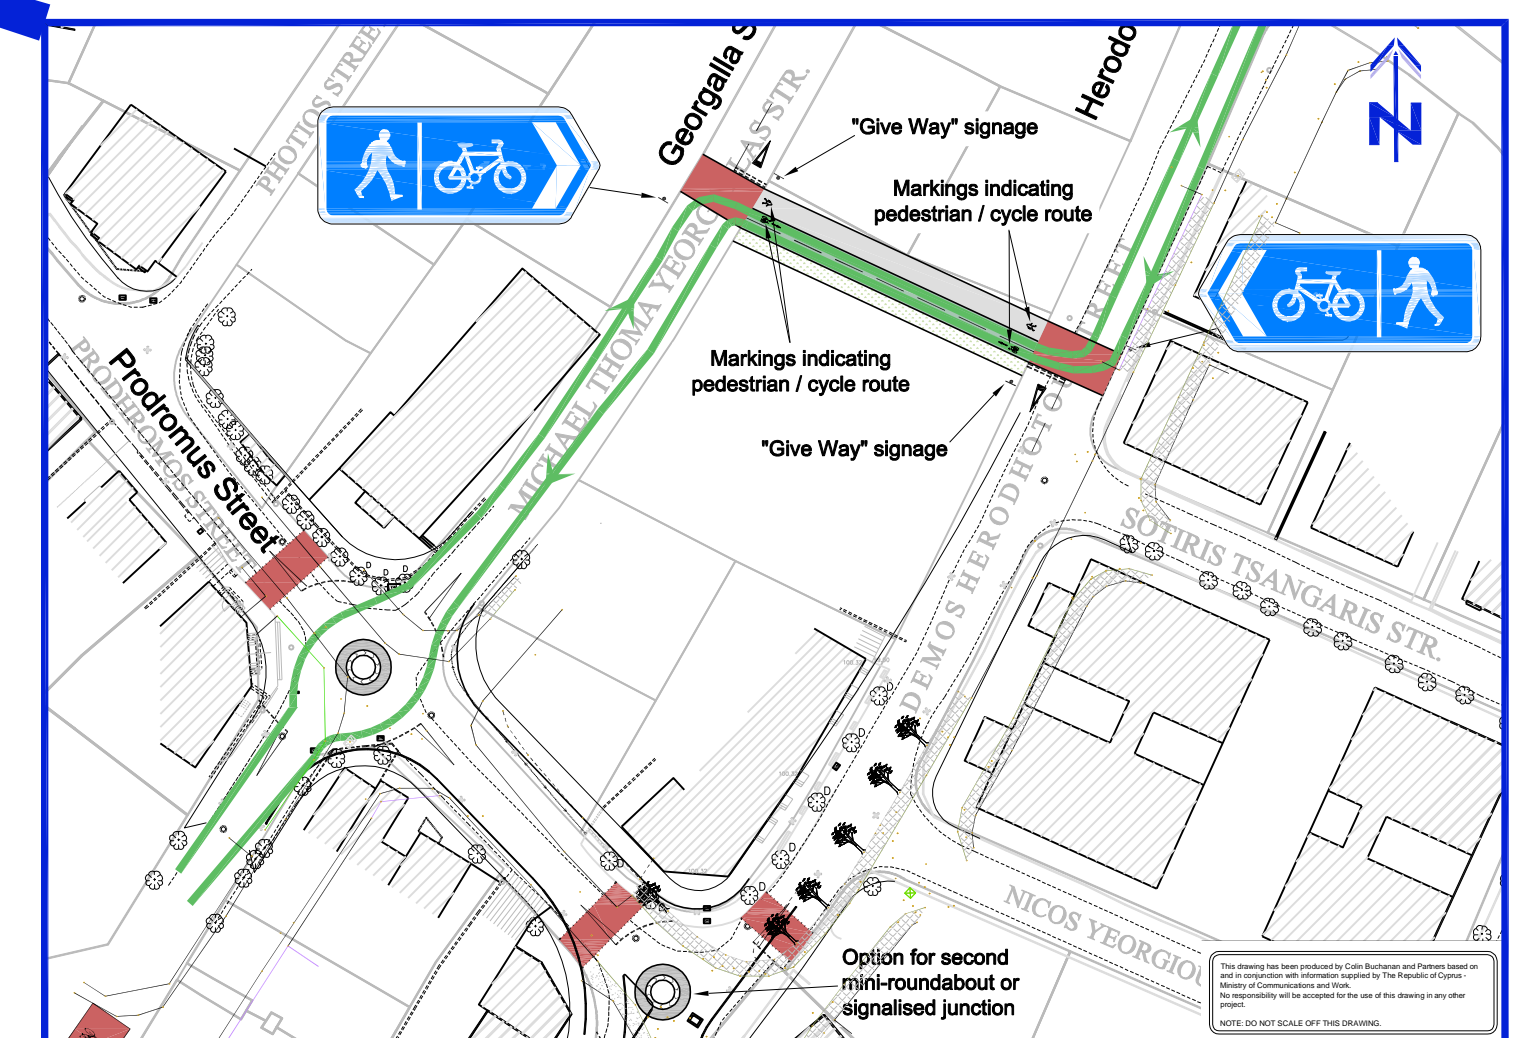 PHOTIOS STREET
Georgalla S
LAS STR.
Herodo
N
"Give Way" signage
Markings indicating
pedestrian / cycle route
STREET
MICHAEL THOMA YEORG
Markings indicating
pedestrian / cycle route
"Give Way" signage
Prodromus Street
PRODHROMOS STREET
DEMOS HERODHOTOU
SOTIRIS TSANGARIS STR.
D
D
D
D
D
D
D
D
D
NICOS YEORGIOU
Option for second
mini-roundabout or
signalised junction
This drawing has been produced by Colin Buchanan and Partners based on
and in conjunction with information supplied by The Republic of Cyprus -
Ministry of Communications and Work.
No responsibility will be accepted for the use of this drawing in any other
project.
NOTE: DO NOT SCALE OFF THIS DRAWING.